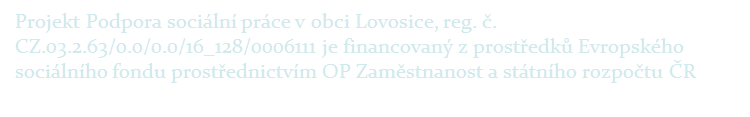 Projekt Podpora sociální práce v obci Lovosice, reg. č.
CZ.03.2.63/0.0/0.0/16_128/0006111 je financovaný z prostředků Evropského
sociálního fondu prostřednictvím OP Zaměstnanost a státního rozpočtu ČR